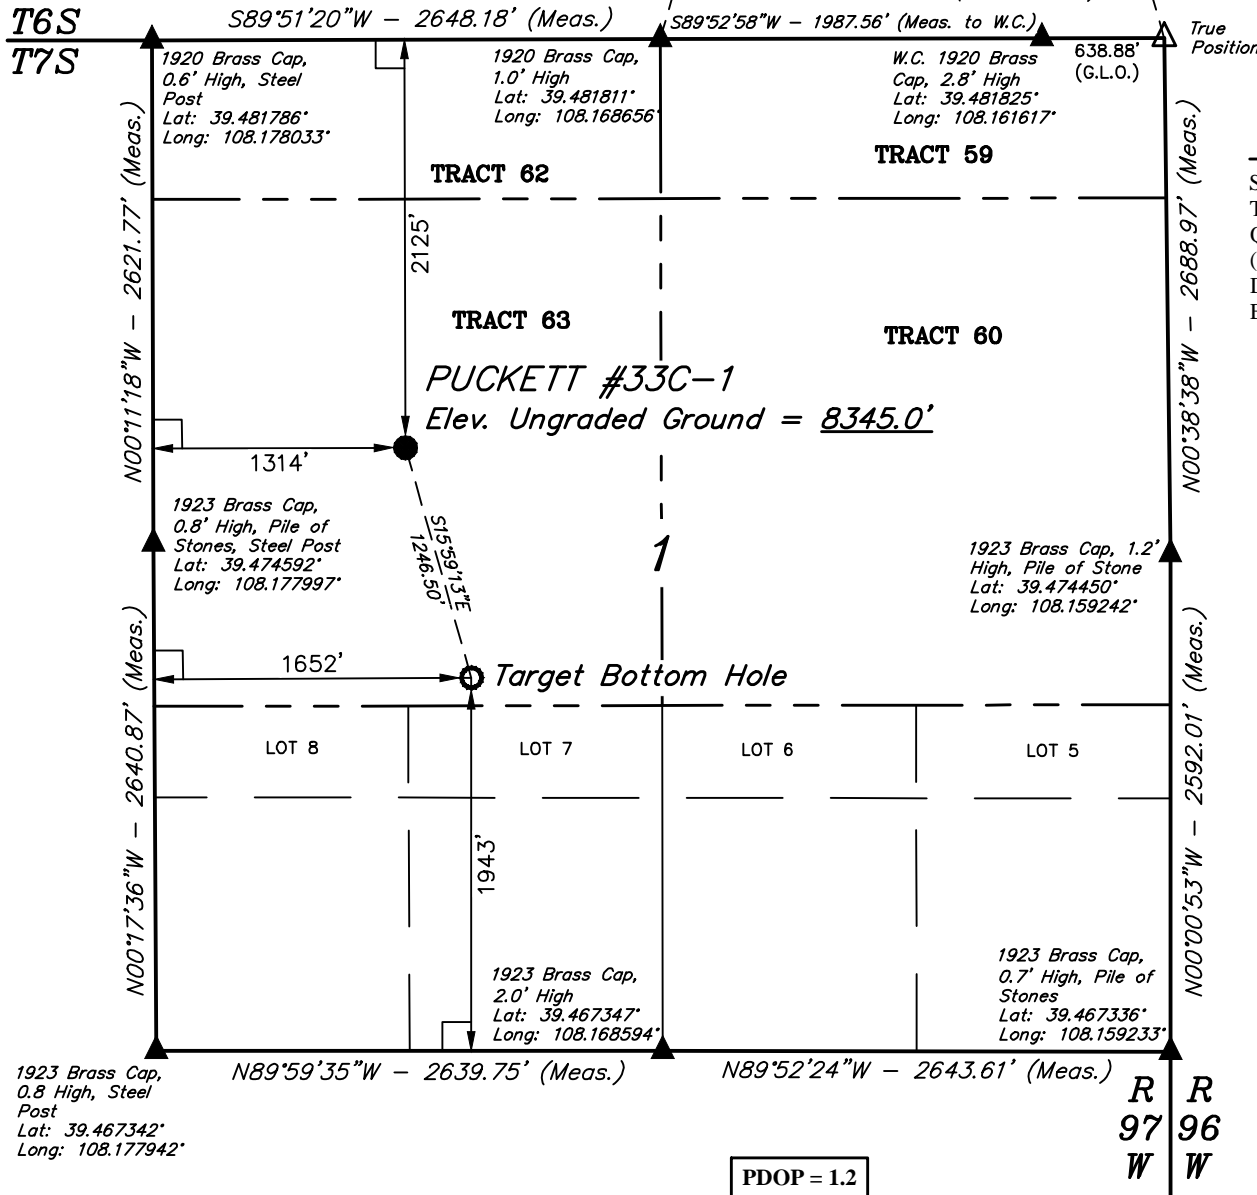 T6S
T7S
S89°51'20"W - 2648.18' (Meas.)
S89°52'58"W - 1987.56' (Meas. to W.C.)
True
Position
638.88'
(G.L.O.)
1920 Brass Cap,
0.6' High, Steel
Post
Lat: 39.481786°
Long: 108.178033°
1920 Brass Cap,
1.0' High
Lat: 39.481811°
Long: 108.168656°
W.C. 1920 Brass
Cap, 2.8' High
Lat: 39.481825°
Long: 108.161617°
TRACT 62
TRACT 59
N00°11'18"W - 2621.77' (Meas.)
2125'
N00°38'38"W - 2688.97' (Meas.)
TRACT 63
TRACT 60
PUCKETT #33C-1
Elev. Ungraded Ground = 8345.0'
1314'
1923 Brass Cap,
0.8' High, Pile of
Stones, Steel Post
Lat: 39.474592°
Long: 108.177997°
S15°59'13"E
1246.50'
1
1923 Brass Cap, 1.2'
High, Pile of Stone
Lat: 39.474450°
Long: 108.159242°
1652'
Target Bottom Hole
N00°17'36"W - 2640.87' (Meas.)
N00°00'53"W - 2592.01' (Meas.)
LOT 8
LOT 7
LOT 6
LOT 5
1943'
1923 Brass Cap,
2.0' High
Lat: 39.467347°
Long: 108.168594°
1923 Brass Cap,
0.7' High, Pile of
Stones
Lat: 39.467336°
Long: 108.159233°
1923 Brass Cap,
0.8 High, Steel
Post
Lat: 39.467342°
Long: 108.177942°
N89°59'35"W - 2639.75' (Meas.)
N89°52'24"W - 2643.61' (Meas.)
R R
97 96
W W
PDOP = 1.2